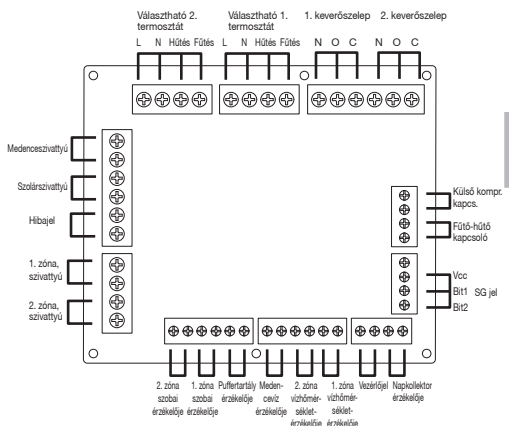 Választható 2.
termosztát
L N Hűtés Fűtés
Választható 1.
termosztát
L N Hűtés Fűtés
1. keverőszelep
N O C
2. keverőszelep
N O C
Medenceszivattyú
Szolárszivattyú
Hibajel
1. zóna,
szivattyú
2. zóna,
szivattyú
Külső kompr.
kapcs.
Fűtő-hűtő
kapcsoló
Vcc
Bit1 SG jel
Bit2
2. zóna
szobai
érzékelője
1. zóna
szobai
érzékelője
Puffertartály
érzékelője
Meden-
cevíz
érzékelője
2. zóna
vízhőmér-
séklet-
érzékelője
1. zóna
vízhőmér-
séklet-
érzékelője
Vezérlőjel
Napkollektor
érzékelője